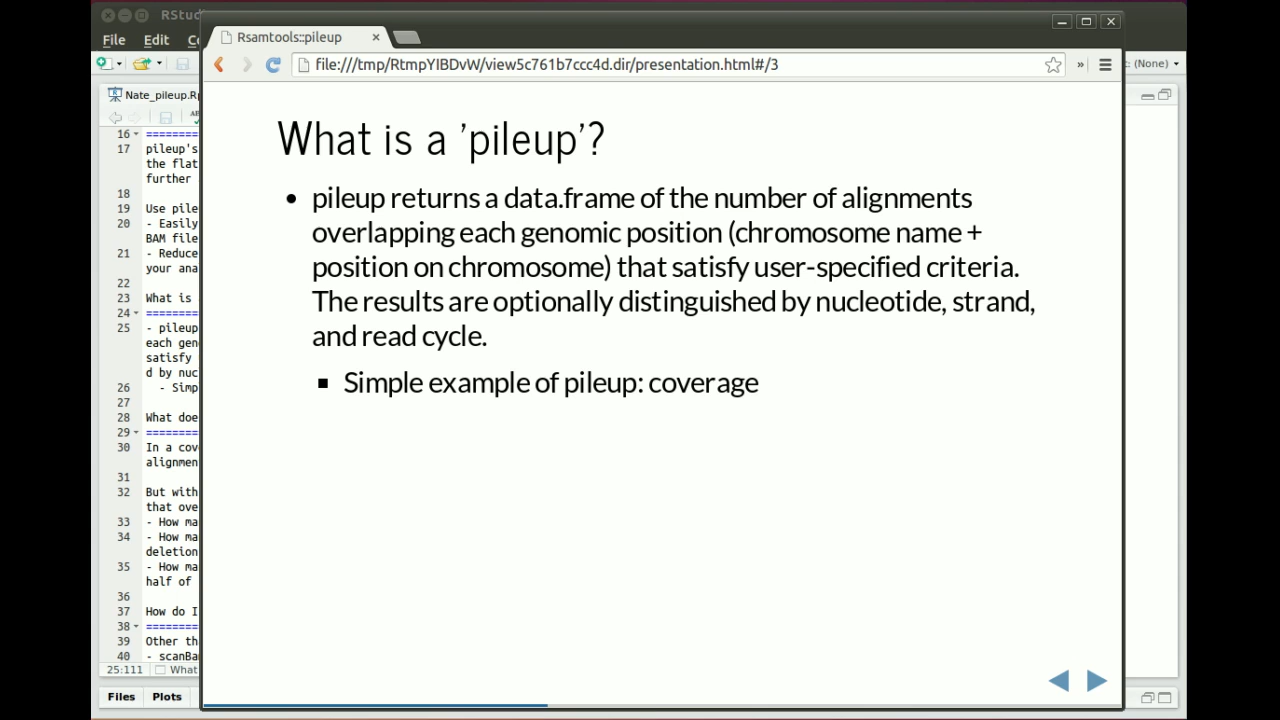 RStudi
File Edit Co
Rsamtools::pileup
file:///tmp/RtmpYIBDvW/view5c761b7ccc4d.dir/presentation.html#/3
(None)
Nate_pileup.Rp
What is a 'pileup'?
• pileup returns a data.frame of the number of alignments
overlapping each genomic position (chromosome name +
position on chromosome) that satisfy user-specified criteria.
The results are optionally distinguished by nucleotide, strand,
and read cycle.
▪ Simple example of pileup: coverage
16 ========
17 pileup's
the flat
further
18
19 Use pile
20 - Easily
BAM file
21 - Reduce
your ana
22
23 What is
24 ========
25 - pileup
each gen
satisfy
d by nuc
26 - Simp
27
28 What doe
29 ========
30 In a cov
alignmen
31
32 But with
that ove
33 - How ma
34 - How ma
deletion
35 - How ma
half of
36
37 How do I
38 ========
39 Other th
40 - scanBa
25:111 What
Files Plots